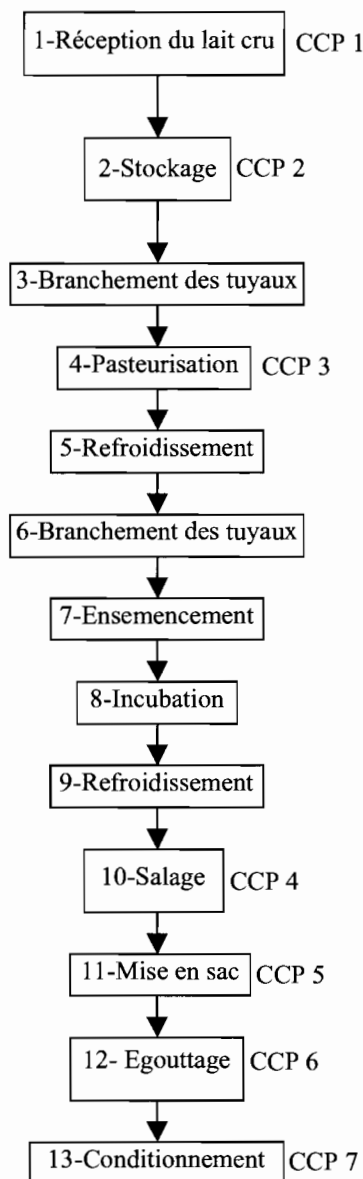 1-Réception du lait cru CCP 1
2-Stockage CCP 2
3-Branchement des tuyaux
4-Pasteurisation CCP 3
5-Refroidissement
6-Branchement des tuyaux
7-Ensemencement
8-Incubation
9-Refroidissement
10-Salage CCP 4
11-Mise en sac CCP 5
12- Egouttage CCP 6
13-Conditionnement CCP 7